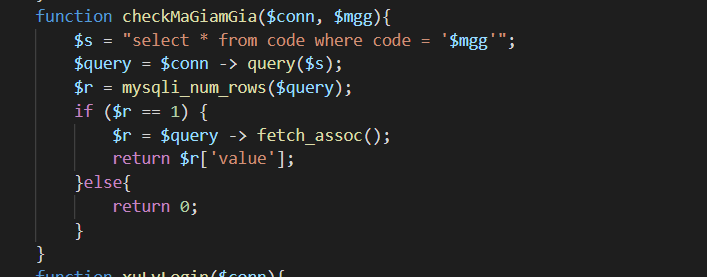 function checkMaGiamGia($conn, $mgg){
$s = "select * from code where code = '$mgg'";
$query = $conn -> query($s);
$r = mysqli_num_rows($query);
if ($r == 1) {
$r = $query -> fetch_assoc();
return $r['value'];
}else{
return 0;
}
}
function xuLyLogin($conn){